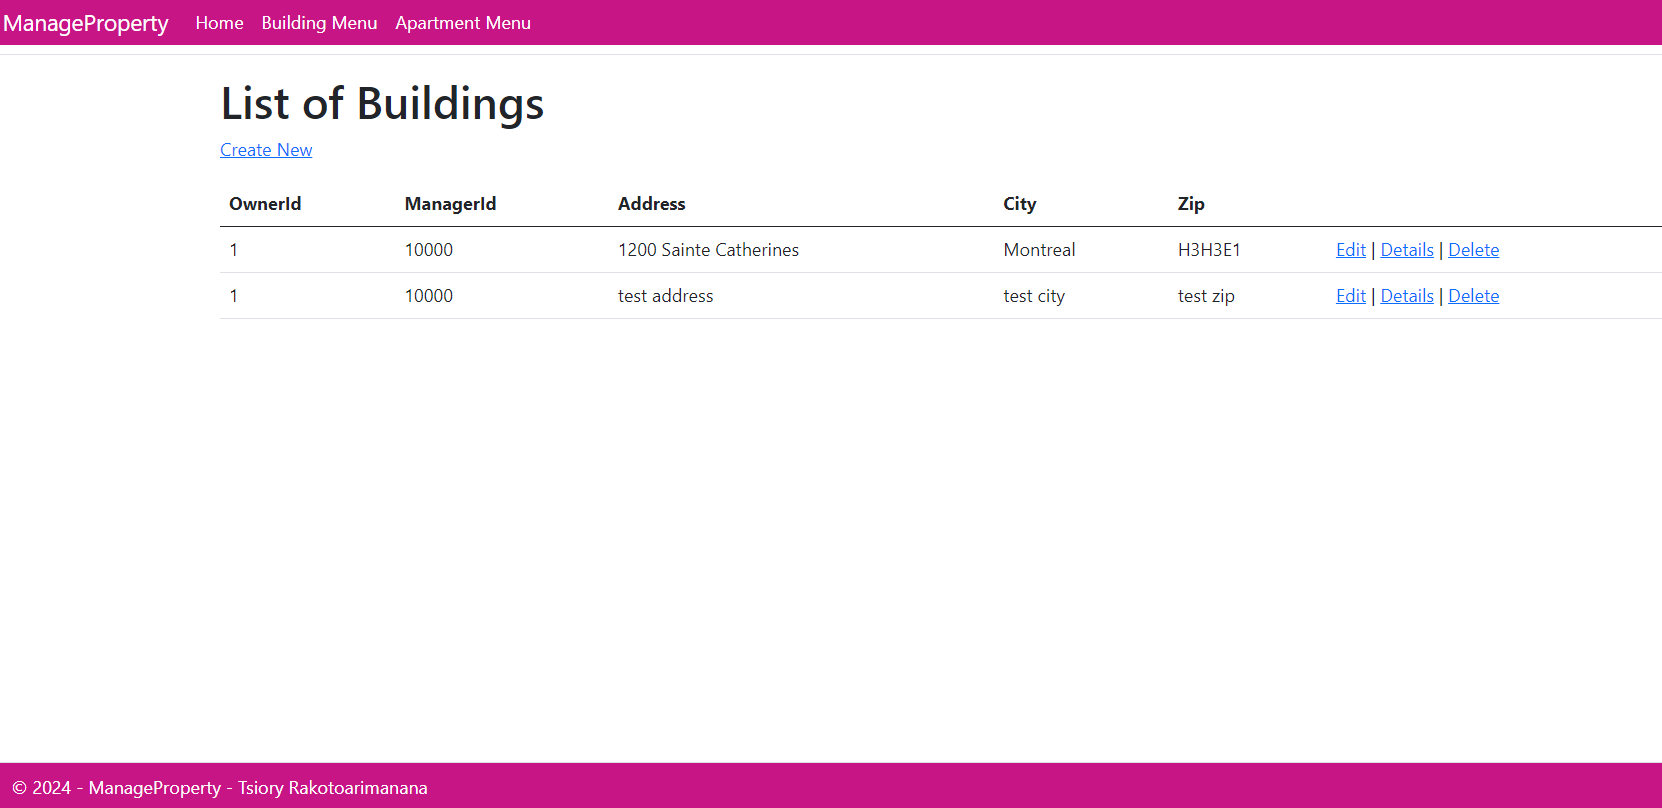 ManageProperty Home Building Menu Apartment Menu
List of Buildings
Create New
OwnerId ManagerId Address City Zip
1 10000 1200 Sainte Catherines Montreal H3H3E1 Edit | Details | Delete
1 10000 test address test city test zip Edit | Details | Delete
© 2024 - ManageProperty - Tsiory Rakotoarimanana